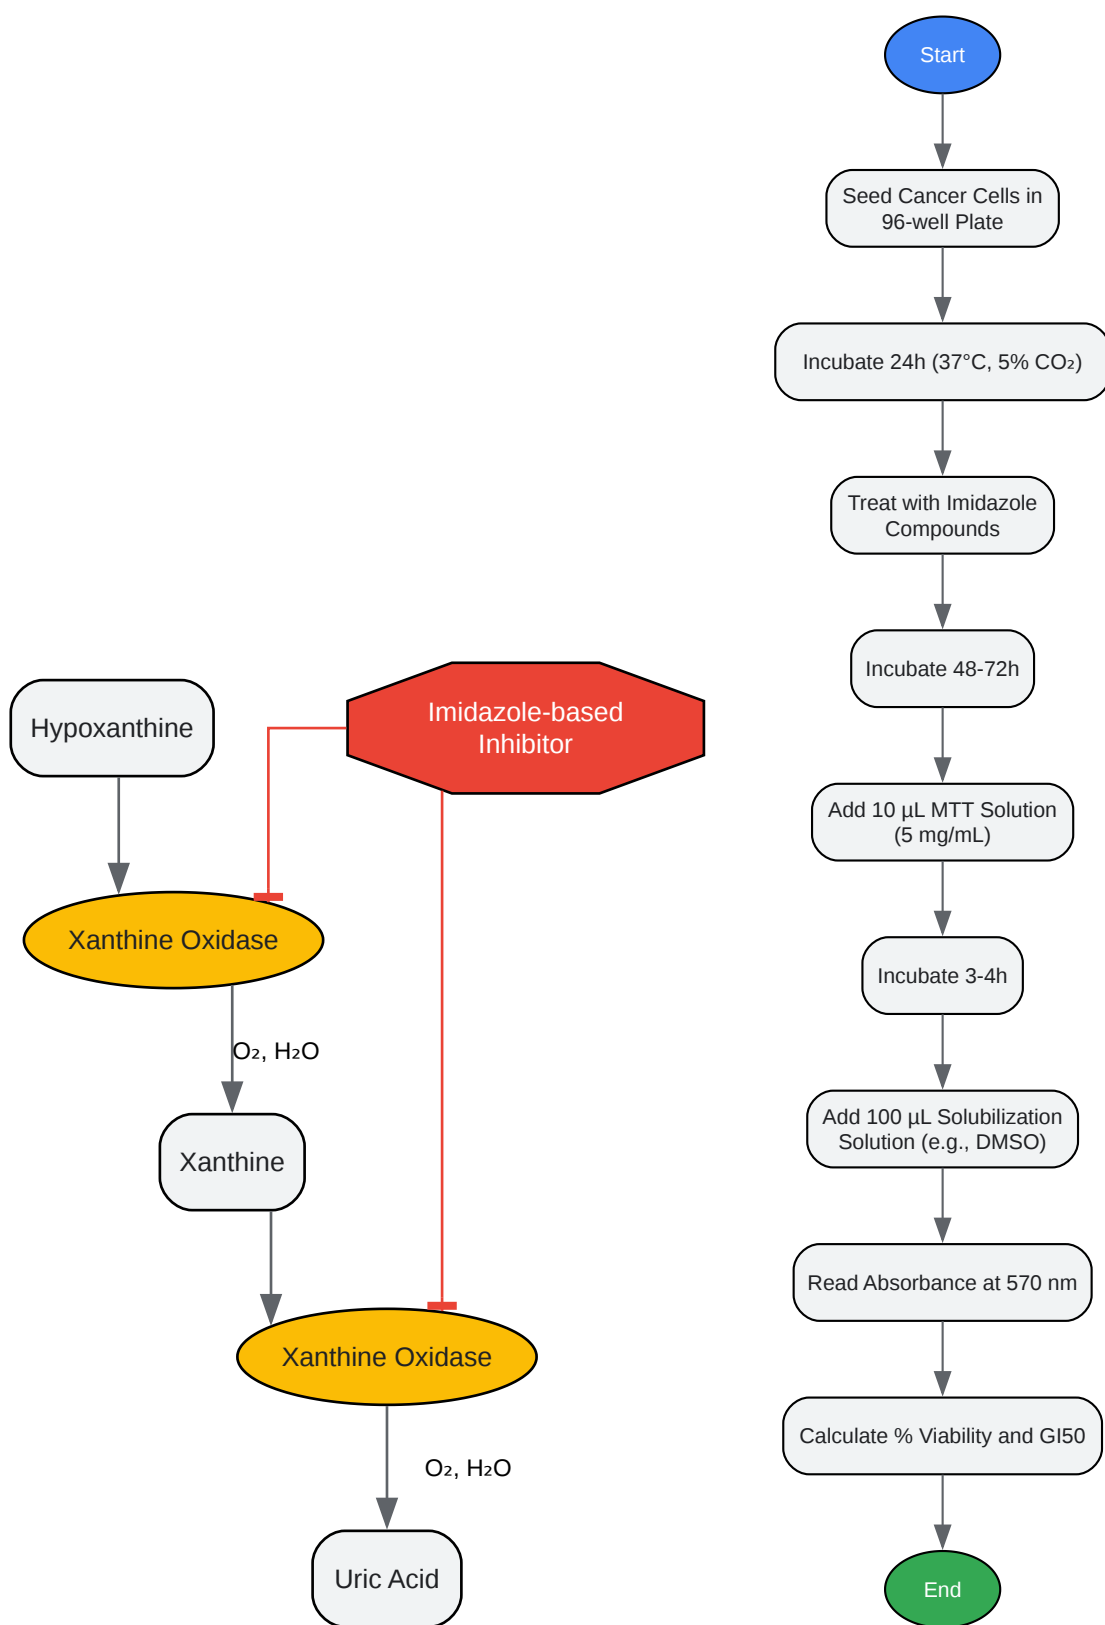 Hypoxanthine
Imidazole-based
Inhibitor
Xanthine Oxidase
O₂, H₂O
Xanthine
Xanthine Oxidase
O₂, H₂O
Uric Acid
Start
Seed Cancer Cells in
96-well Plate
Incubate 24h (37°C, 5% CO₂)
Treat with Imidazole
Compounds
Incubate 48-72h
Add 10 µL MTT Solution
(5 mg/mL)
Incubate 3-4h
Add 100 µL Solubilization
Solution (e.g., DMSO)
Read Absorbance at 570 nm
Calculate % Viability and GI50
End